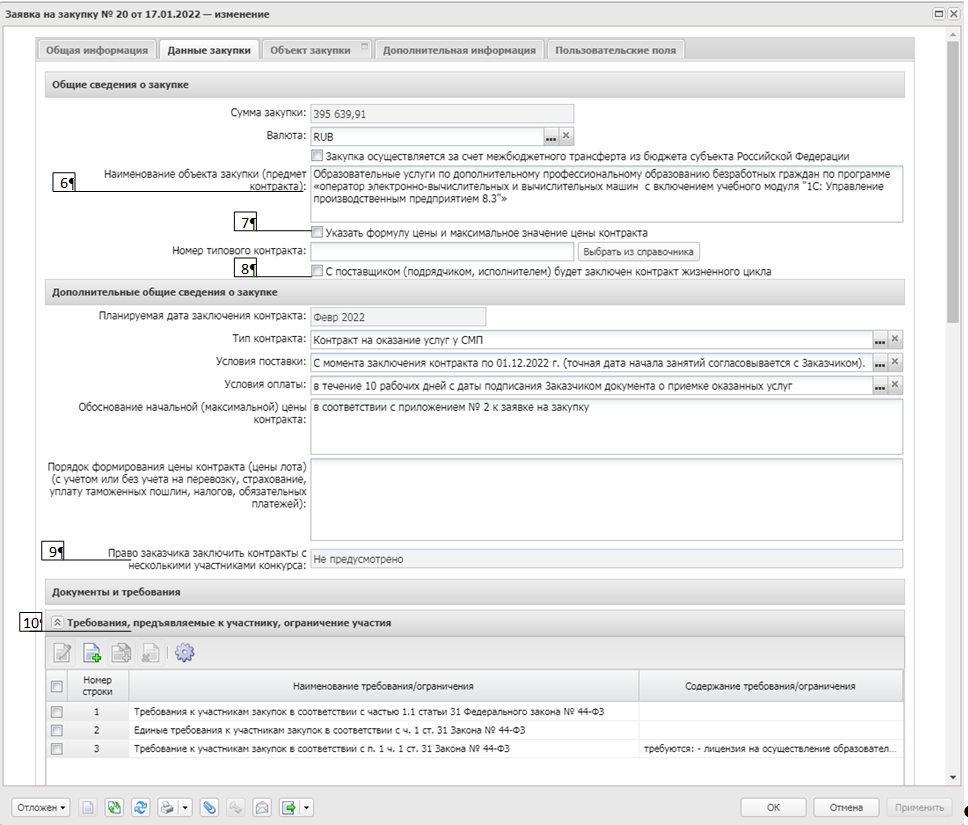 Заявка на закупку № 20 от 17.01.2022 — изменение
Общая информация
Данные закупки
Объект закупки
Дополнительная информация
Пользовательские поля
Общие сведения о закупке
Сумма закупки: 395 639,91
Валюта: RUB
Закупка осуществляется за счет межбюджетного трансферта из бюджета субъекта Российской Федерации
6¶
Наименование объекта закупки (предмет
контракта):
Образовательные услуги по дополнительному профессиональному образованию безработных граждан по программе
«оператор электронно-вычислительных и вычислительных машин с включением учебного модуля "1С: Управление
производственным предприятием 8.3"»
7¶
Указать формулу цены и максимальное значение цены контракта
Номер типового контракта:
Выбрать из справочника
8¶
С поставщиком (подрядчиком, исполнителем) будет заключен контракт жизненного цикла
Дополнительные общие сведения о закупке
Планируемая дата заключения контракта: Февр 2022
Тип контракта: Контракт на оказание услуг у СМП
Условия поставки: С момента заключения контракта по 01.12.2022 г. (точная дата начала занятий согласовывается с Заказчиком).
Условия оплаты: в течение 10 рабочих дней с даты подписания Заказчиком документа о приемке оказанных услуг
Обоснование начальной (максимальной) цены
контракта:
в соответствии с приложением № 2 к заявке на закупку
Порядок формирования цены контракта (цены лота)
(с учетом или без учета на перевозку, страхование,
уплату таможенных пошлин, налогов, обязательных
платежей):
9¶
Право заказчика заключить контракты с
несколькими участниками конкурса:
Не предусмотрено
Документы и требования
10¶
Требования, предъявляемые к участнику, ограничение участия
Номер
строки
Наименование требования/ограничения
Содержание требования/ограничения
1 Требования к участникам закупок в соответствии с частью 1.1 статьи 31 Федерального закона № 44-ФЗ
2 Единые требования к участникам закупок в соответствии с ч. 1 ст. 31 Закона № 44-ФЗ
3 Требование к участникам закупок в соответствии с п. 1 ч. 1 ст. 31 Закона № 44-ФЗ требуются: - лицензия на осуществление образовател...
Отложен
ОК
Отмена
Применить